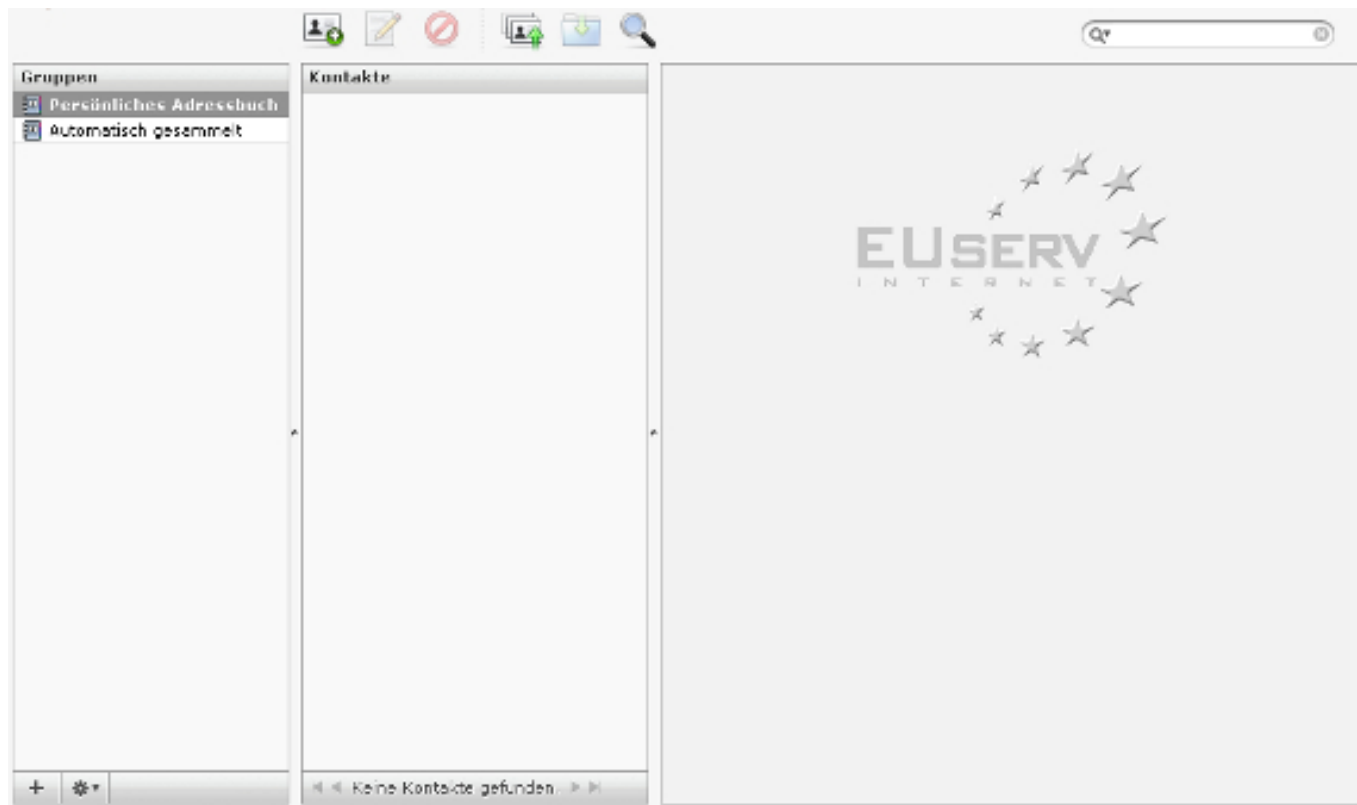 Gruppen
Persönliches Adressbuch
Automatisch gesammelt
Kontakte
EUSERV
INTERNET
Keine Kontakte gefunden.